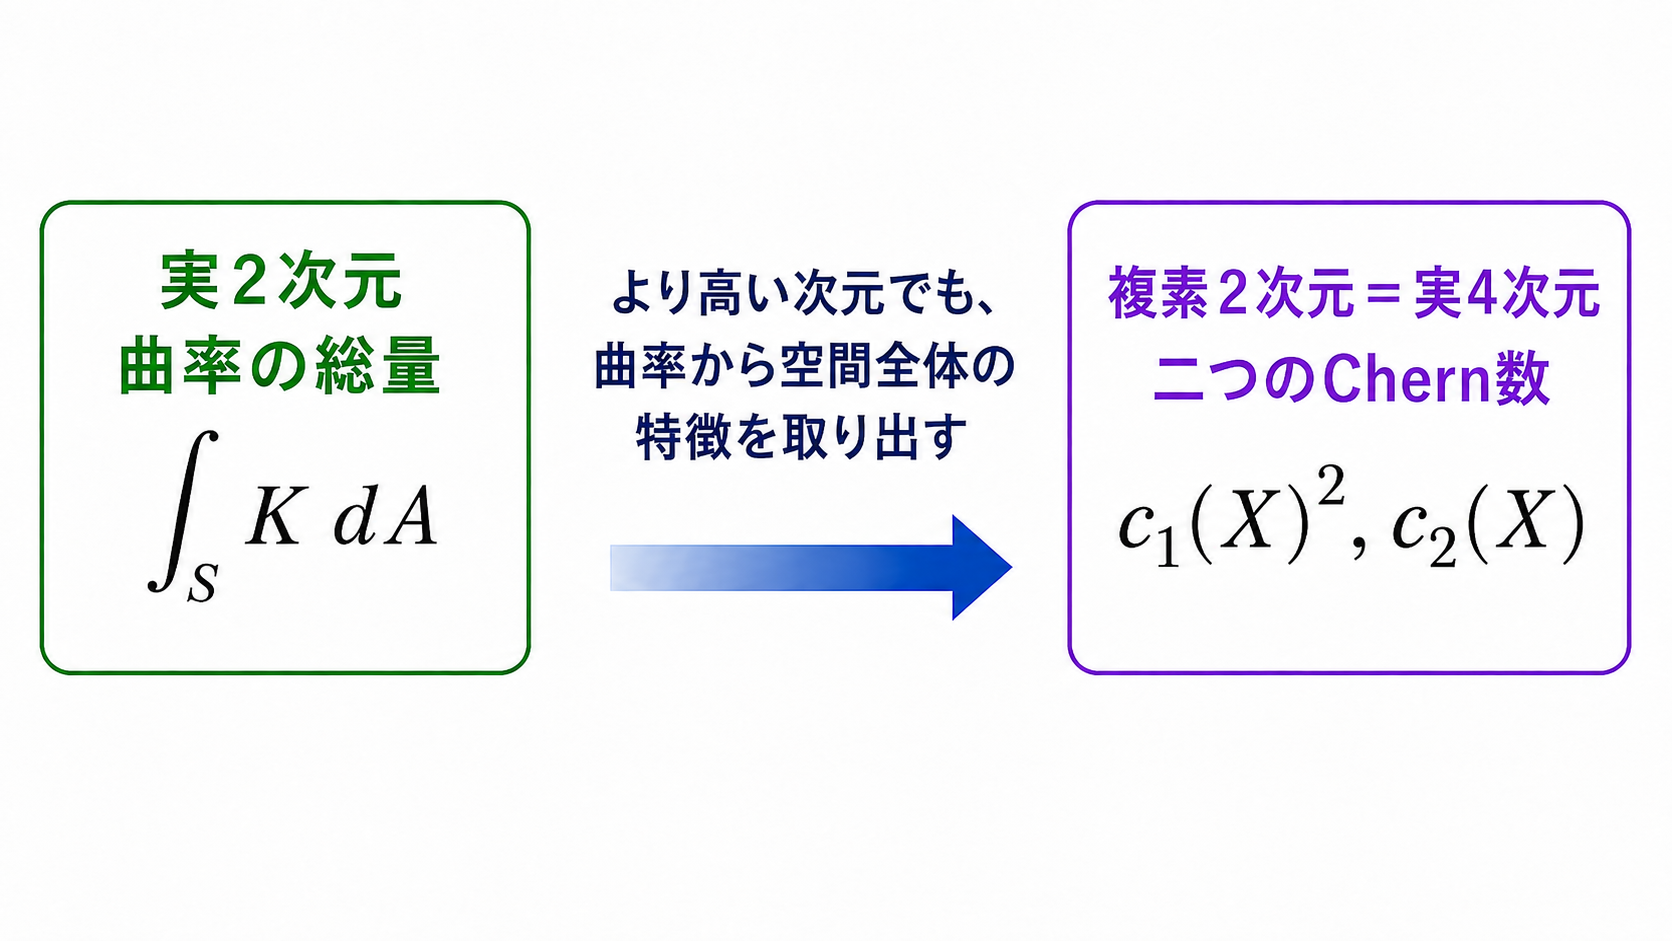 実2次元
曲率の総量
∫_S K dA
より高い次元でも、
曲率から空間全体の
特徴を取り出す
複素2次元＝実4次元
二つのChern数
c₁(X)², c₂(X)